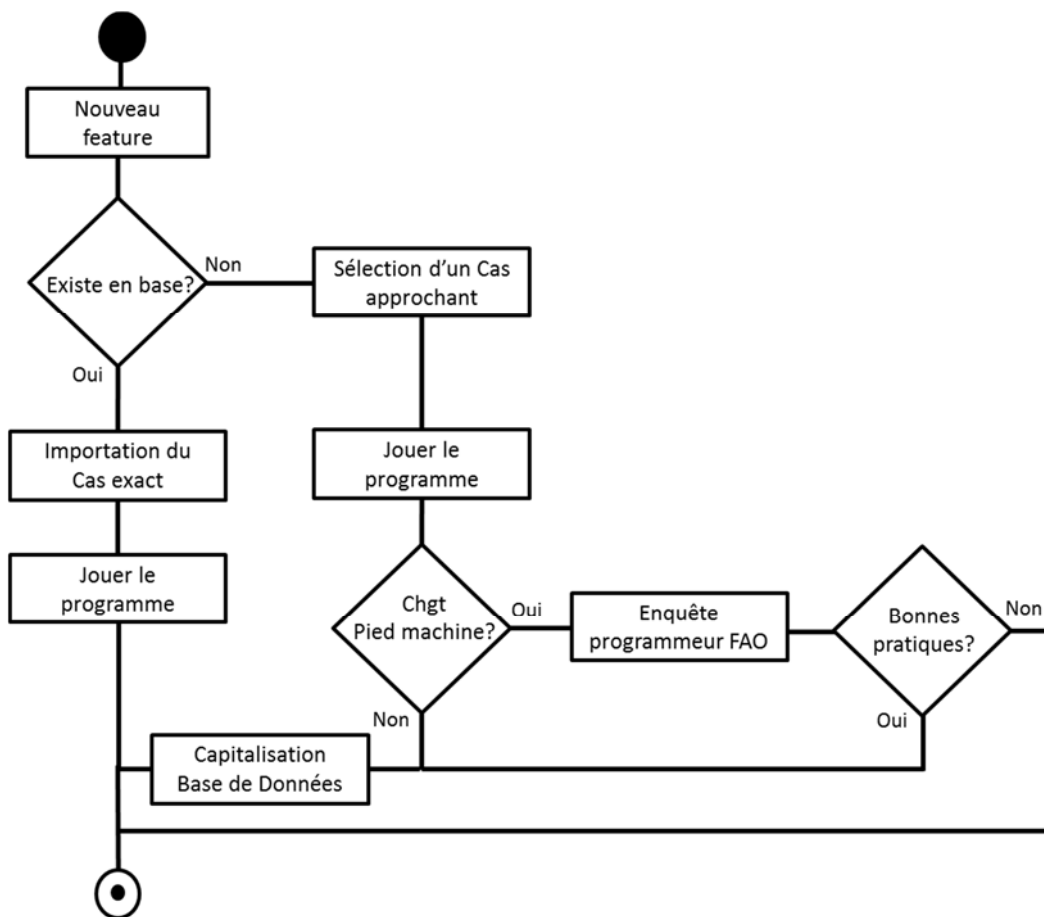 Nouveau
feature
Existe en base?
Non
Oui
Sélection d'un Cas
approchant
Importation du
Cas exact
Jouer le
programme
Jouer le
programme
Chgt
Pied machine?
Oui
Non
Enquête
programmeur FAO
Bonnes
pratiques?
Non
Oui
Capitalisation
Base de Données